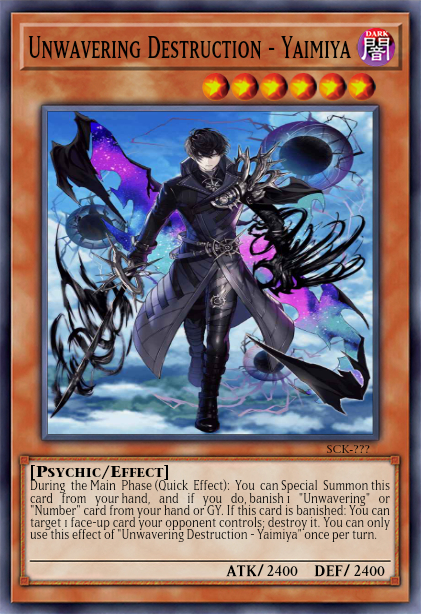 Unwavering Destruction - Yaimiya
DARK
闇
SCK-???
[Psychic/Effect]
During the Main Phase (Quick Effect): You can Special Summon this
card from your hand, and if you do, banish 1 "Unwavering" or
"Number" card from your hand or GY. If this card is banished: You can
target 1 face-up card your opponent controls; destroy it. You can only
use this effect of "Unwavering Destruction - Yaimiya" once per turn.
ATK/2400 DEF/2400